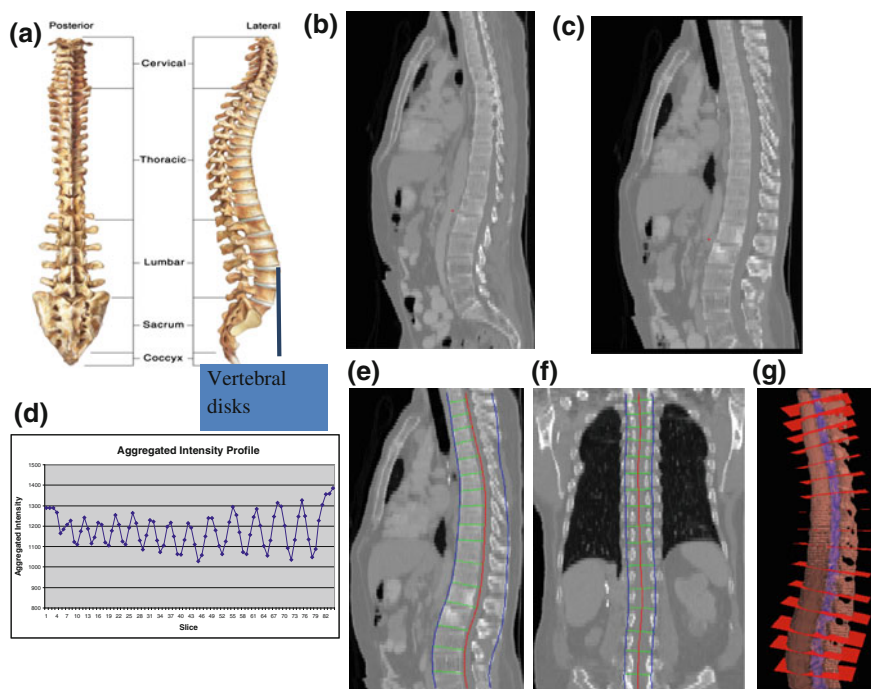 (a)
Posterior
Lateral
Cervical
Thoracic
Lumbar
Sacrum
Coccyx
Vertebral
disks
(b)
(c)
(d)
Aggregated Intensity Profile
Aggregated Intensity
1500
1400
1300
1200
1100
1000
900
800
1 4 7 10 13 16 19 22 25 28 31 34 37 40 43 46 49 52 55 58 61 64 67 70 73 76 79 82
Slice
(e)
(f)
(g)